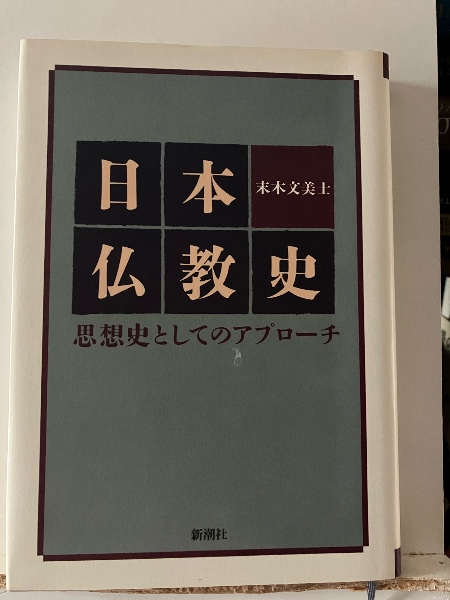 日本
末木文美士
仏教史
思想史としてのアプローチ
新潮社